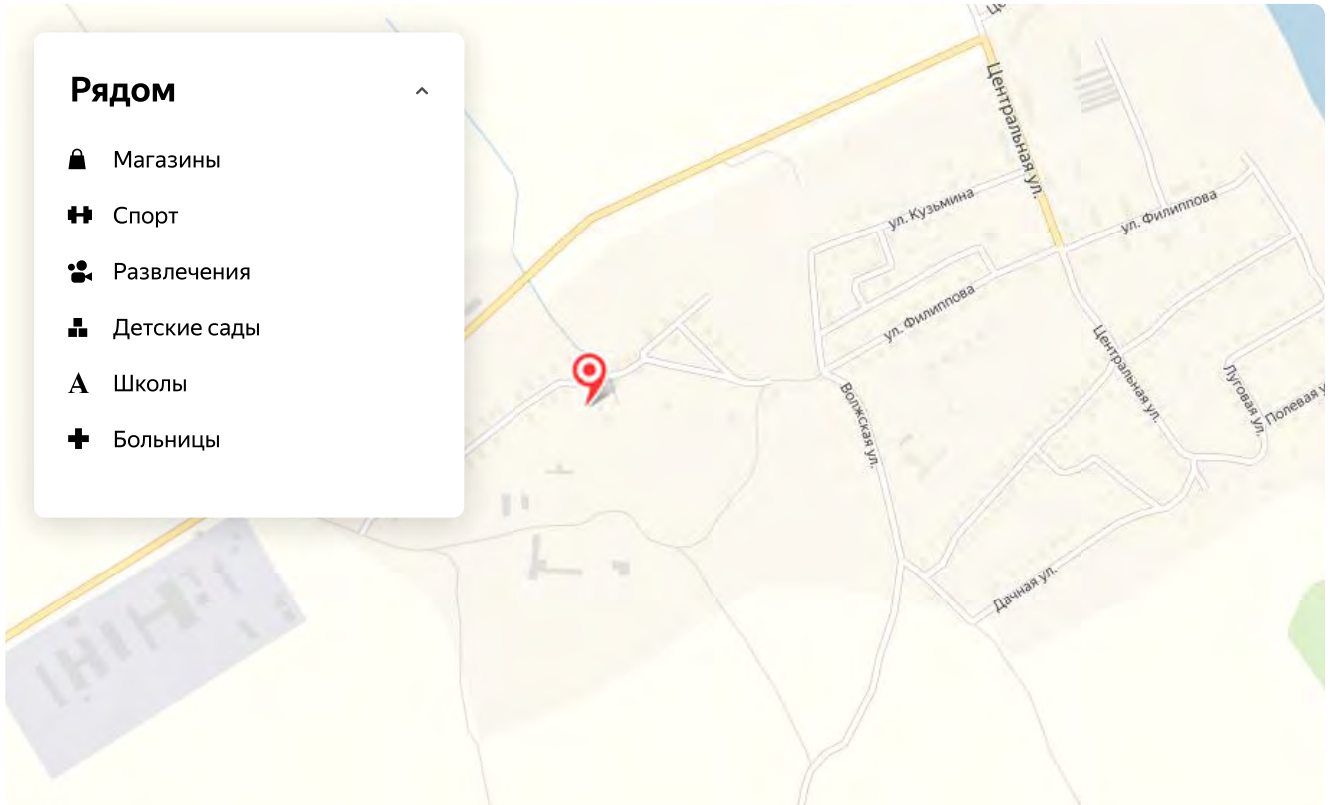 Рядом
Магазины
Спорт
Развлечения
Детские сады
Школы
Больницы
Центральная ул.
ул. Кузьмина
ул. Филиппова
ул. Филиппова
Волжская ул.
Центральная ул.
Луговая ул.
Полевая у
Дачная ул.